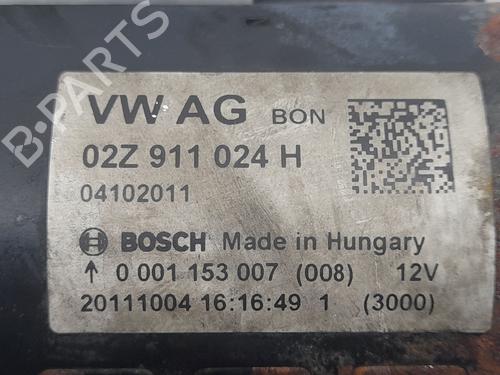 VW AG BON
02Z 911 024 H
04102011
BOSCH Made in Hungary
↑ 0 001 153 007 (008) 12V
20111004 16:16:49 1 (3000)
B-PARTS